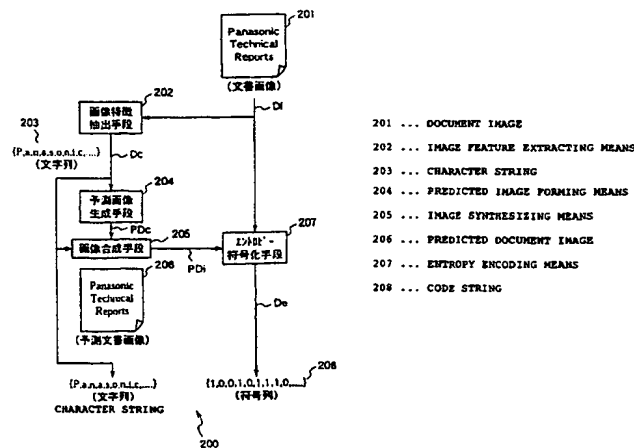 201
Panasonic
Technical
Reports
(文書画像)
202
画像特徴
抽出手段
DI
203
{P,a,n,a,s,o,n,i,c,...}
(文字列)
Dc
204
予測画像
生成手段
PDc
205
画像合成手段
PDi
207
エントロピー
符号化手段
206
Panasonic
Technical
Reports
(予測文書画像)
De
{P,a,n,a,s,o,n,i,c,....}
(文字列)
CHARACTER STRING
{1,0,0,1,0,1,1,1,0,....}
(符号列)
208
200
201 ... DOCUMENT IMAGE
202 ... IMAGE FEATURE EXTRACTING MEANS
203 ... CHARACTER STRING
204 ... PREDICTED IMAGE FORMING MEANS
205 ... IMAGE SYNTHESIZING MEANS
206 ... PREDICTED DOCUMENT IMAGE
207 ... ENTROPY ENCODING MEANS
208 ... CODE STRING